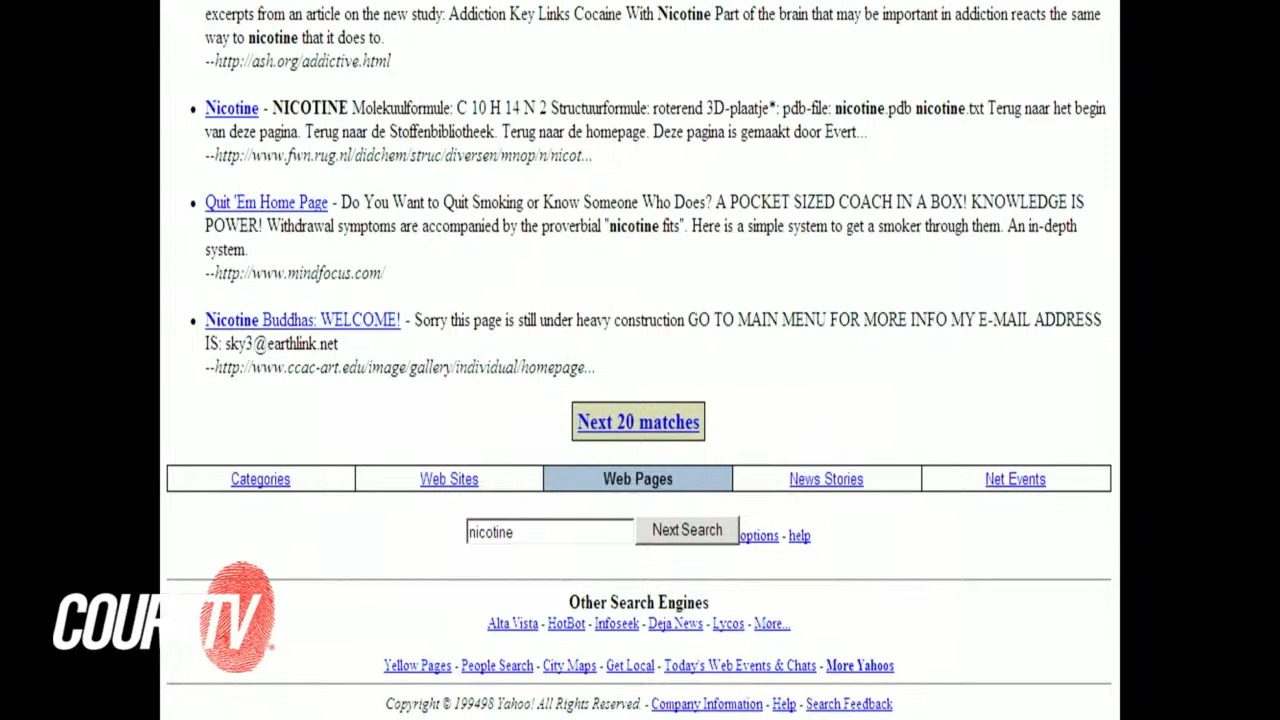 excerpts from an article on the new study: Addiction Key Links Cocaine With Nicotine Part of the brain that may be important in addiction reacts the same
way to nicotine that it does to.
--http://ash.org/addictive.html
• Nicotine - NICOTINE Molekuulformule: C 10 H 14 N 2 Structuurformule: roterend 3D-plaatje*: pdb-file: nicotine.pdb nicotine.txt Terug naar het begin
van deze pagina. Terug naar de Stoffenbibliotheek. Terug naar de homepage. Deze pagina is gemaakt door Evert...
--http://www.fwn.rug.nl/didchem/struc/diversen/mnop/n/nicot...
• Quit 'Em Home Page - Do You Want to Quit Smoking or Know Someone Who Does? A POCKET SIZED COACH IN A BOX! KNOWLEDGE IS
POWER! Withdrawal symptoms are accompanied by the proverbial "nicotine fits". Here is a simple system to get a smoker through them. An in-depth
system.
--http://www.mindfocus.com/
• Nicotine Buddhas: WELCOME! - Sorry this page is still under heavy construction GO TO MAIN MENU FOR MORE INFO MY E-MAIL ADDRESS
IS: sky3@earthlink.net
--http://www.ccac-art.edu/image/gallery/individual/homepage...
Next 20 matches
Categories Web Sites Web Pages News Stories Net Events
nicotine Next Search options - help
Other Search Engines
Alta Vista - HotBot - Infoseek - Deja News - Lycos - More...
Yellow Pages - People Search - City Maps - Get Local - Today's Web Events & Chats - More Yahoos
Copyright © 199498 Yahoo! All Rights Reserved. - Company Information - Help - Search Feedback
COURT TV